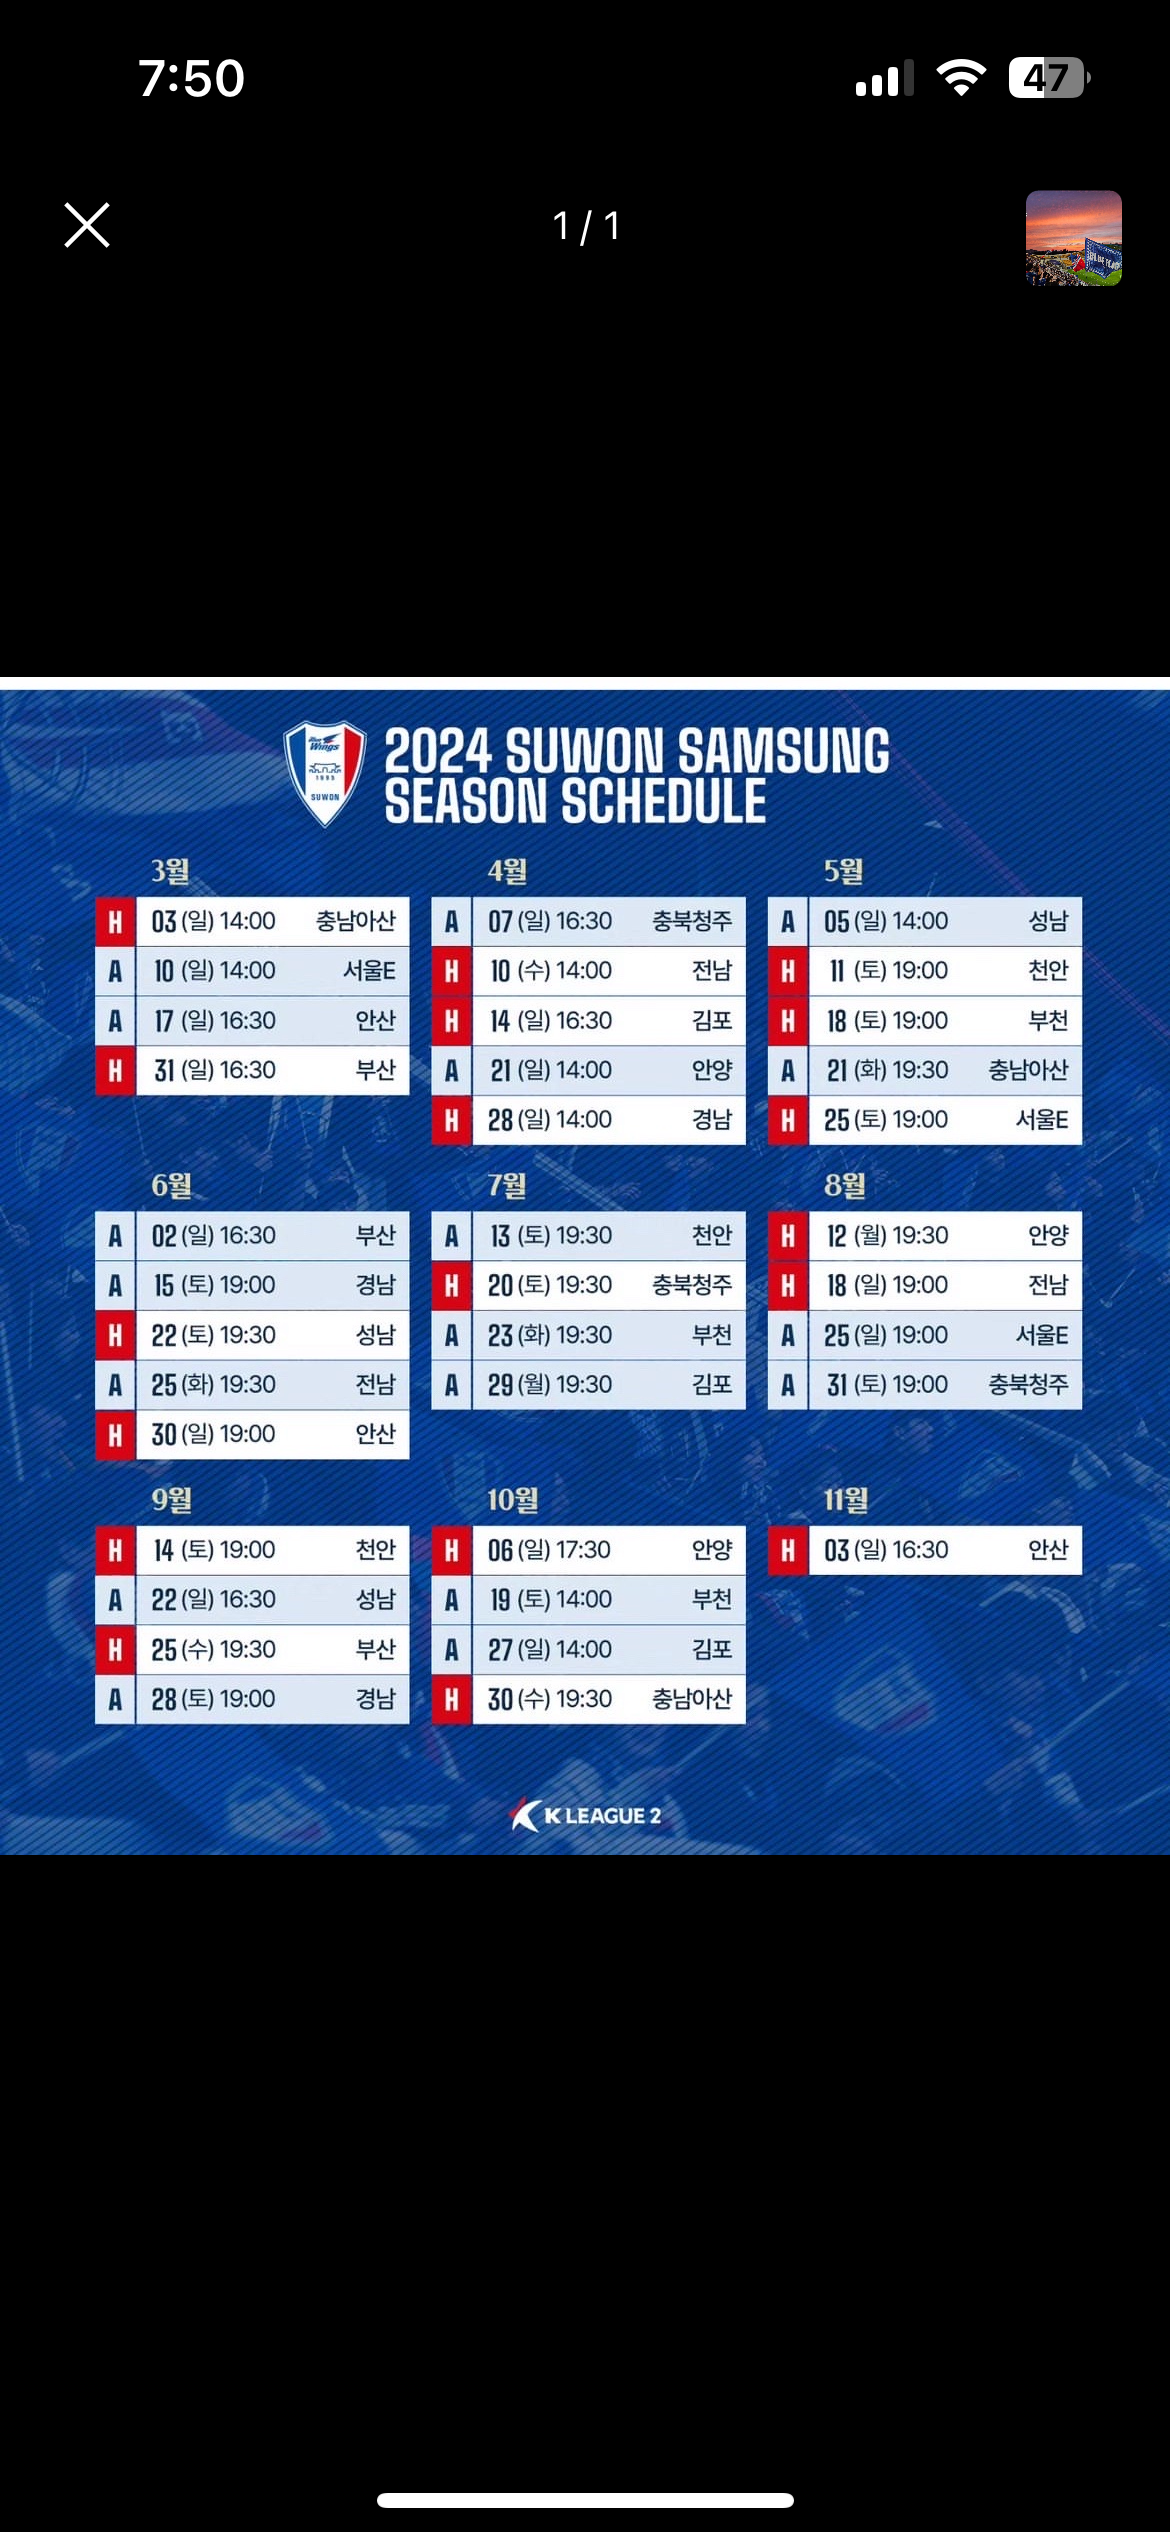 7:50
47
1 / 1
Blue Wings
1995
SUWON
2024 SUWON SAMSUNG
SEASON SCHEDULE
3월
H 03 (일) 14:00 충남아산
A 10 (일) 14:00 서울E
A 17 (일) 16:30 안산
H 31 (일) 16:30 부산
4월
A 07 (일) 16:30 충북청주
H 10 (수) 14:00 전남
H 14 (일) 16:30 김포
A 21 (일) 14:00 안양
H 28 (일) 14:00 경남
5월
A 05 (일) 14:00 성남
H 11 (토) 19:00 천안
H 18 (토) 19:00 부천
A 21 (화) 19:30 충남아산
H 25 (토) 19:00 서울E
6월
A 02 (일) 16:30 부산
A 15 (토) 19:00 경남
H 22 (토) 19:30 성남
A 25 (화) 19:30 전남
H 30 (일) 19:00 안산
7월
A 13 (토) 19:30 천안
H 20 (토) 19:30 충북청주
A 23 (화) 19:30 부천
A 29 (월) 19:30 김포
8월
H 12 (월) 19:30 안양
H 18 (일) 19:00 전남
A 25 (일) 19:00 서울E
A 31 (토) 19:00 충북청주
9월
H 14 (토) 19:00 천안
A 22 (일) 16:30 성남
H 25 (수) 19:30 부산
A 28 (토) 19:00 경남
10월
H 06 (일) 17:30 안양
A 19 (토) 14:00 부천
A 27 (일) 14:00 김포
H 30 (수) 19:30 충남아산
11월
H 03 (일) 16:30 안산
K LEAGUE 2